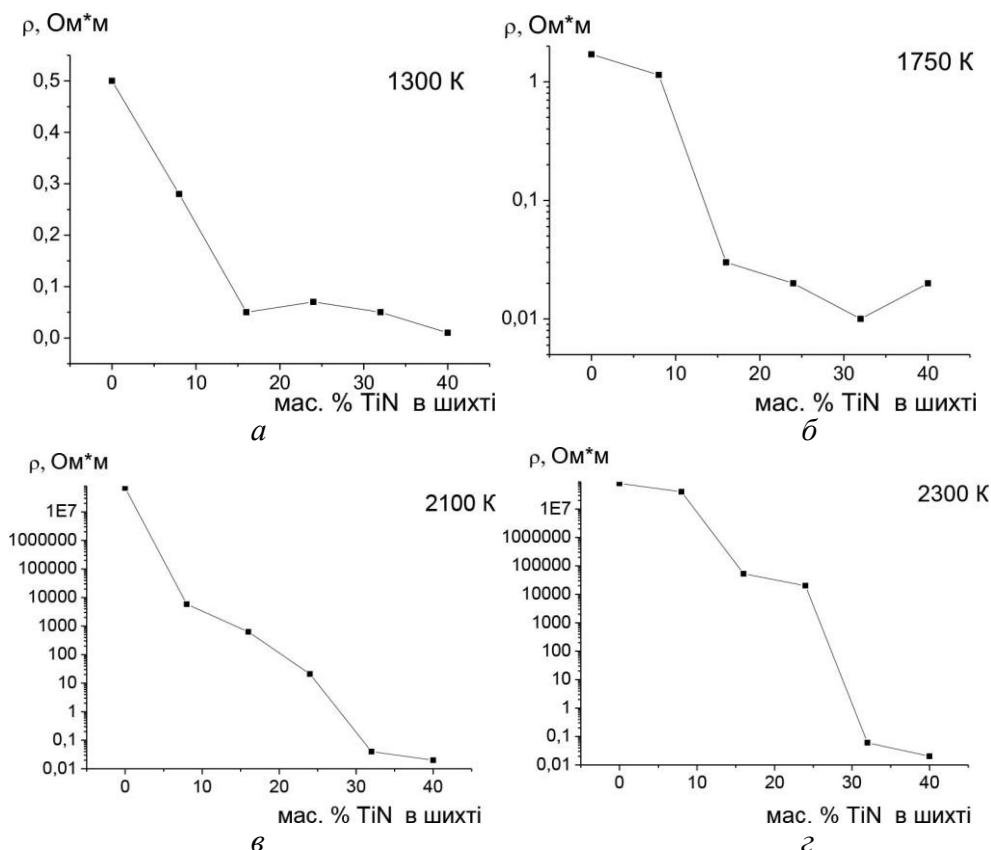 ρ, Ом*м
1300 К
0,5
0,4
0,3
0,2
0,1
0,0
0 10 20 30 40
мас. % TiN в шихті
а
ρ, Ом*м
1750 К
1
0,1
0,01
0 10 20 30 40
мас. % TiN в шихті
б
ρ, Ом*м
2100 К
1E7
1000000
100000
10000
1000
100
10
1
0,1
0,01
0 10 20 30 40
мас. % TiN в шихті
в
ρ, Ом*м
2300 К
1E7
1000000
100000
10000
1000
100
10
1
0,1
0,01
0 10 20 30 40
мас. % TiN в шихті
г